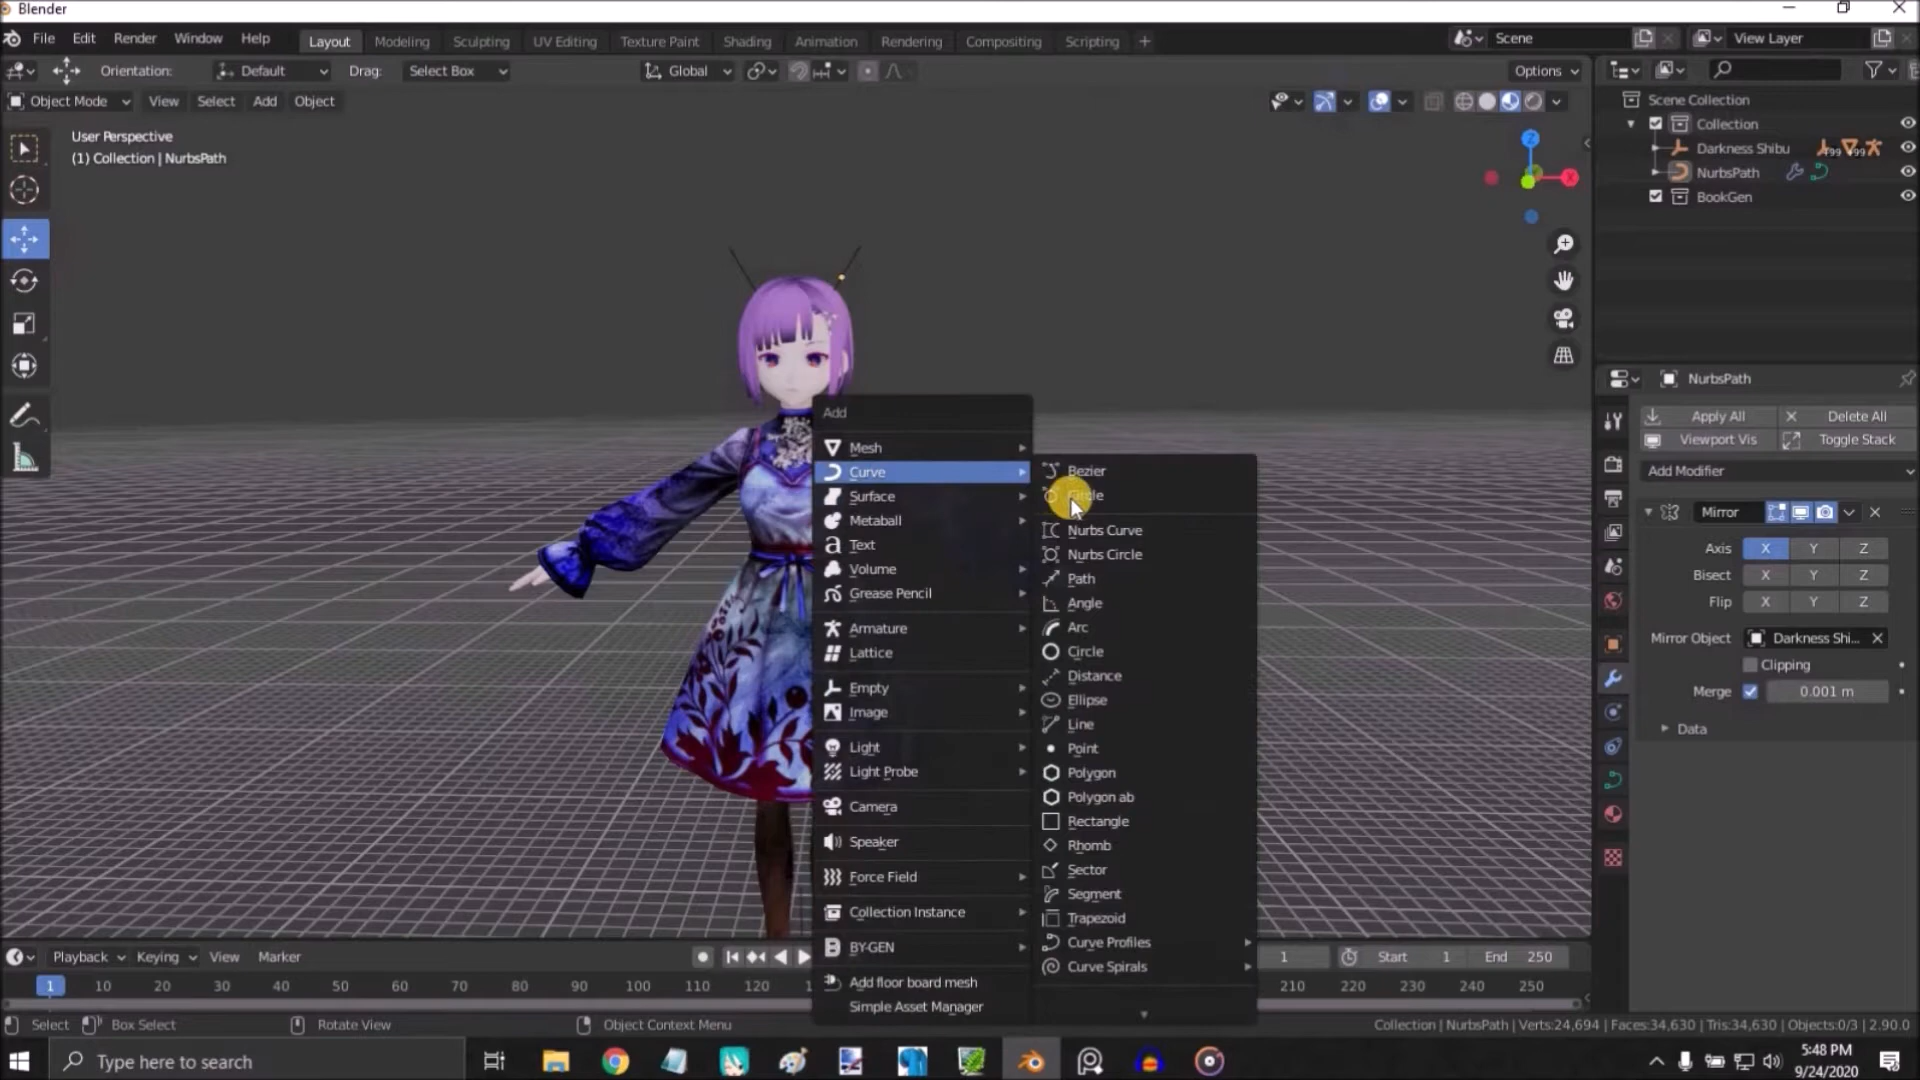 Blender
File Edit Render Window Help Layout Modeling Sculpting UV Editing Texture Paint Shading Animation Rendering Compositing Scripting + Scene View Layer
Orientation: Default Drag: Select Box Global Options
Object Mode View Select Add Object
Scene Collection
Collection
Darkness Shibu
NurbsPath
BookGen
User Perspective
(1) Collection | NurbsPath
Z
X
NurbsPath
Apply All Delete All
Viewport Vis Toggle Stack
Add Modifier
Mirror
Axis X Y Z
Bisect X Y Z
Flip X Y Z
Mirror Object Darkness Shi...
Clipping
Merge 0.001 m
Data
Add
Mesh
Curve
Surface
Metaball
Text
Volume
Grease Pencil
Armature
Lattice
Empty
Image
Light
Light Probe
Camera
Speaker
Force Field
Collection Instance
BY-GEN
Add floor board mesh
Simple Asset Manager
Bezier
Nurbs Curve
Nurbs Circle
Path
Angle
Arc
Circle
Distance
Ellipse
Line
Point
Polygon
Polygon ab
Rectangle
Rhomb
Sector
Segment
Trapezoid
Curve Profiles
Curve Spirals
Playback Keying View Marker 1 Start 1 End 250
1 10 20 30 40 50 60 70 80 90 100 110 120 210 220 230 240 250
Select Box Select Rotate View Object Context Menu Collection | NurbsPath | Verts:24,694 | Faces:34,630 | Tris:34,630 | Objects:0/3 | 2.90.0
Type here to search
5:48 PM
9/24/2020